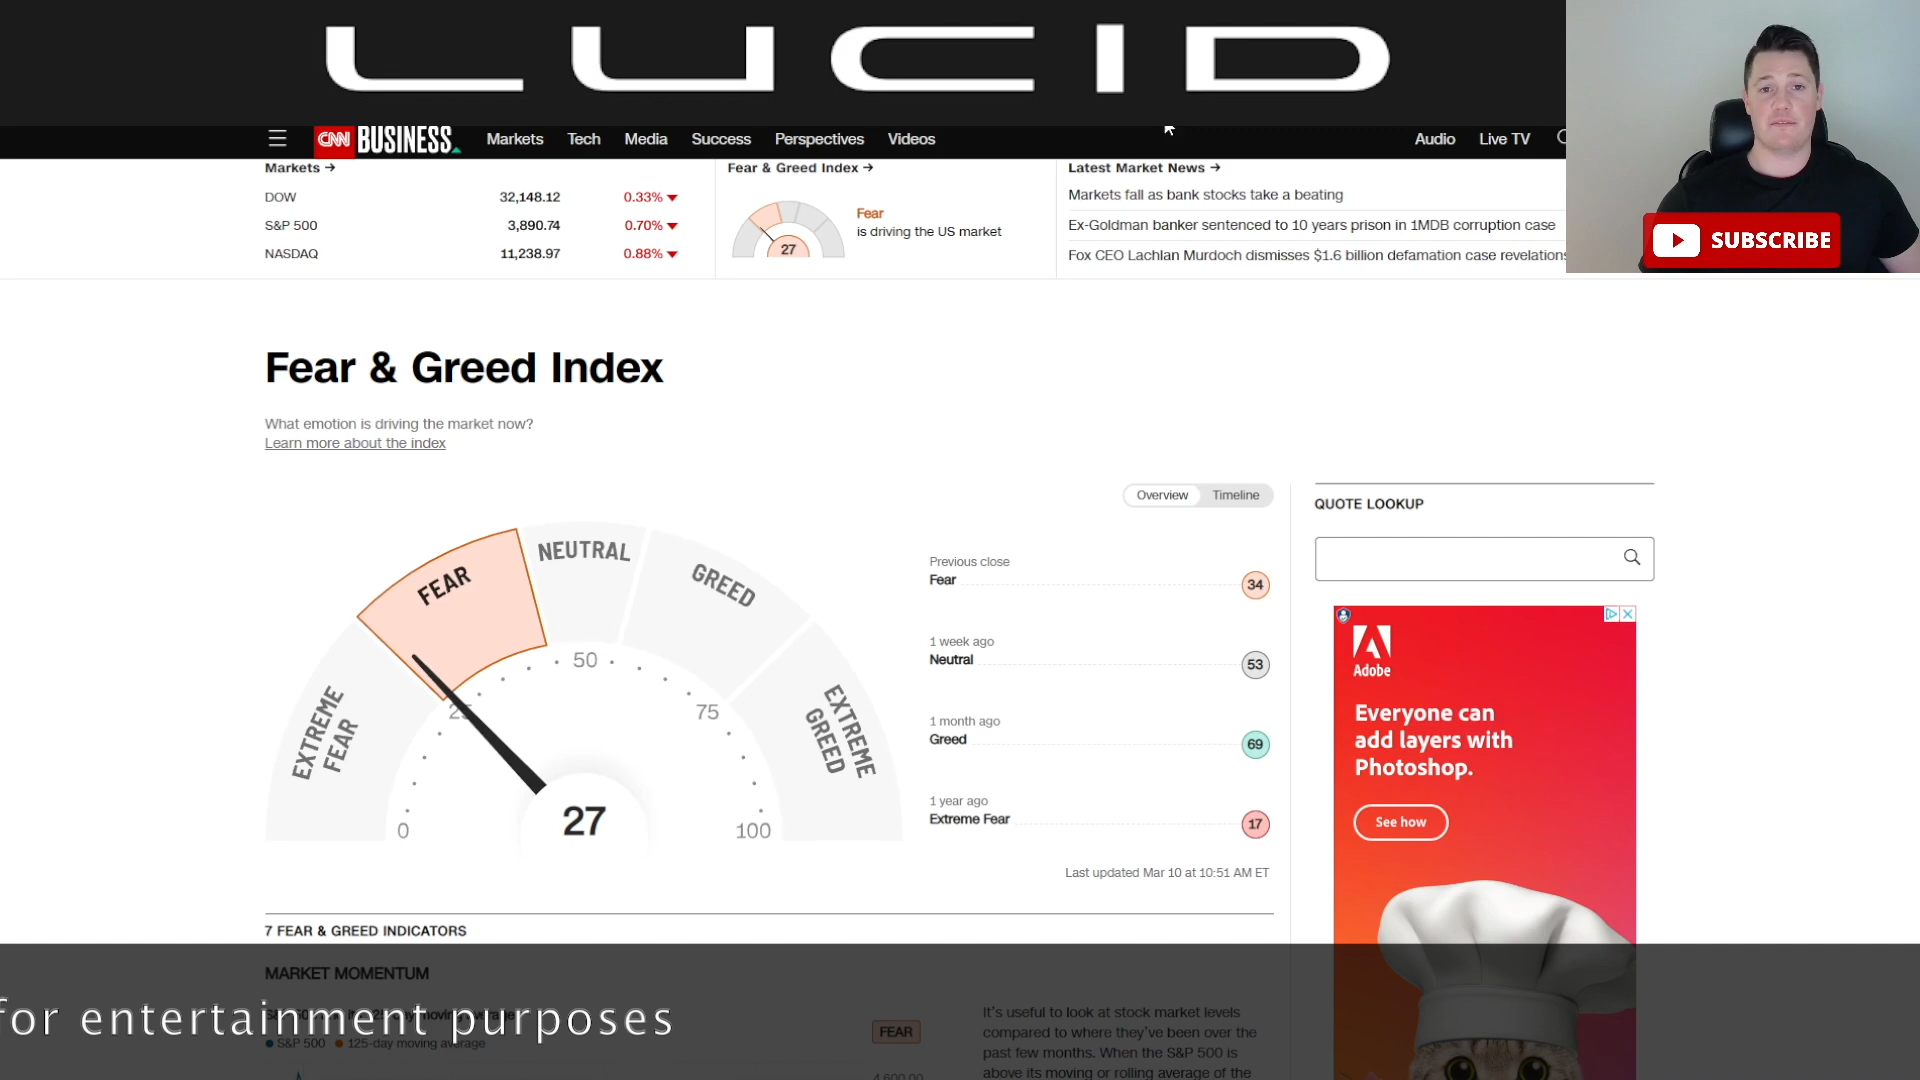 LUCID
CNN BUSINESS
Markets
Tech
Media
Success
Perspectives
Videos
Audio
Live TV
Markets →
DOW 32,148.12 0.33%
S&P 500 3,890.74 0.70%
NASDAQ 11,238.97 0.88%
Fear & Greed Index →
Fear
is driving the US market
27
Latest Market News →
Markets fall as bank stocks take a beating
Ex-Goldman banker sentenced to 10 years prison in 1MDB corruption case
Fox CEO Lachlan Murdoch dismisses $1.6 billion defamation case revelations
SUBSCRIBE
Fear & Greed Index
What emotion is driving the market now?
Learn more about the index
Overview
Timeline
EXTREME FEAR
FEAR
NEUTRAL
GREED
EXTREME GREED
0
25
50
75
100
27
Previous close
Fear 34
1 week ago
Neutral 53
1 month ago
Greed 69
1 year ago
Extreme Fear 17
Last updated Mar 10 at 10:51 AM ET
QUOTE LOOKUP
Adobe
Everyone can
add layers with
Photoshop.
See how
7 FEAR & GREED INDICATORS
MARKET MOMENTUM
for entertainment purposes
S&P 500
125-day moving average
FEAR
It's useful to look at stock market levels
compared to where they've been over the
past few months. When the S&P 500 is
above its moving or rolling average of the